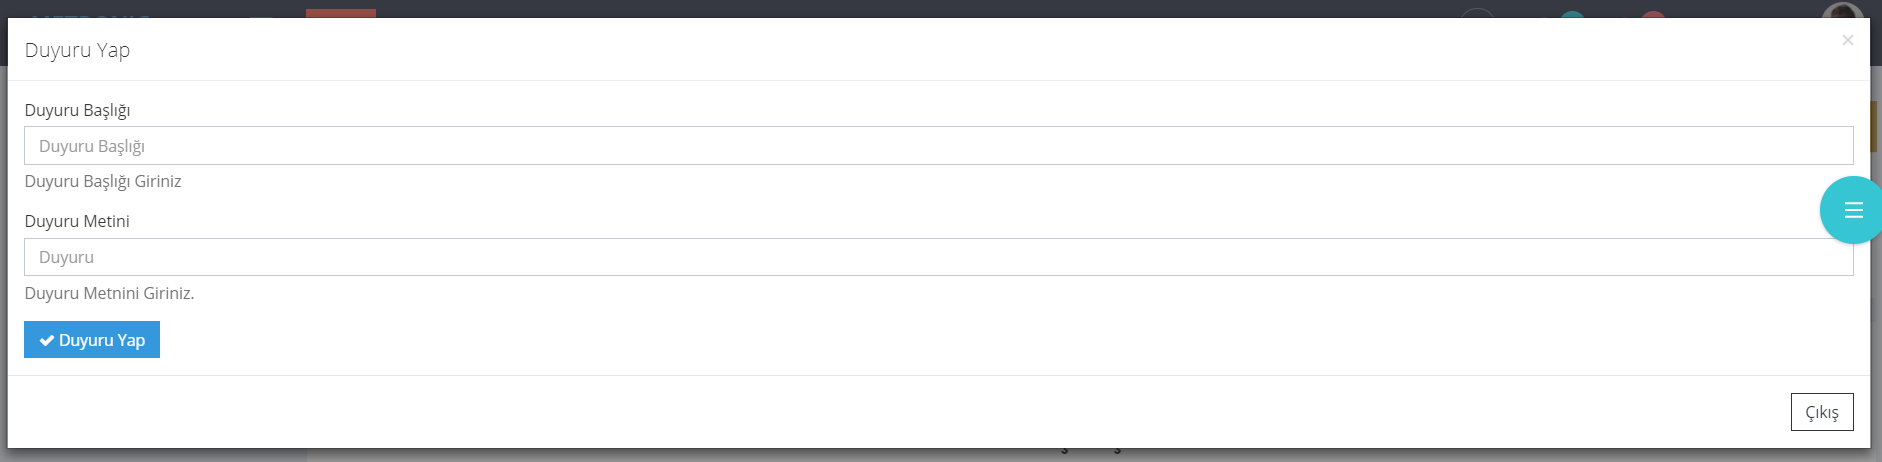 Duyuru Yap
×
Duyuru Başlığı
Duyuru Başlığı
Duyuru Başlığı Giriniz
Duyuru Metini
Duyuru
Duyuru Metnini Giriniz.
Duyuru Yap
Çıkış